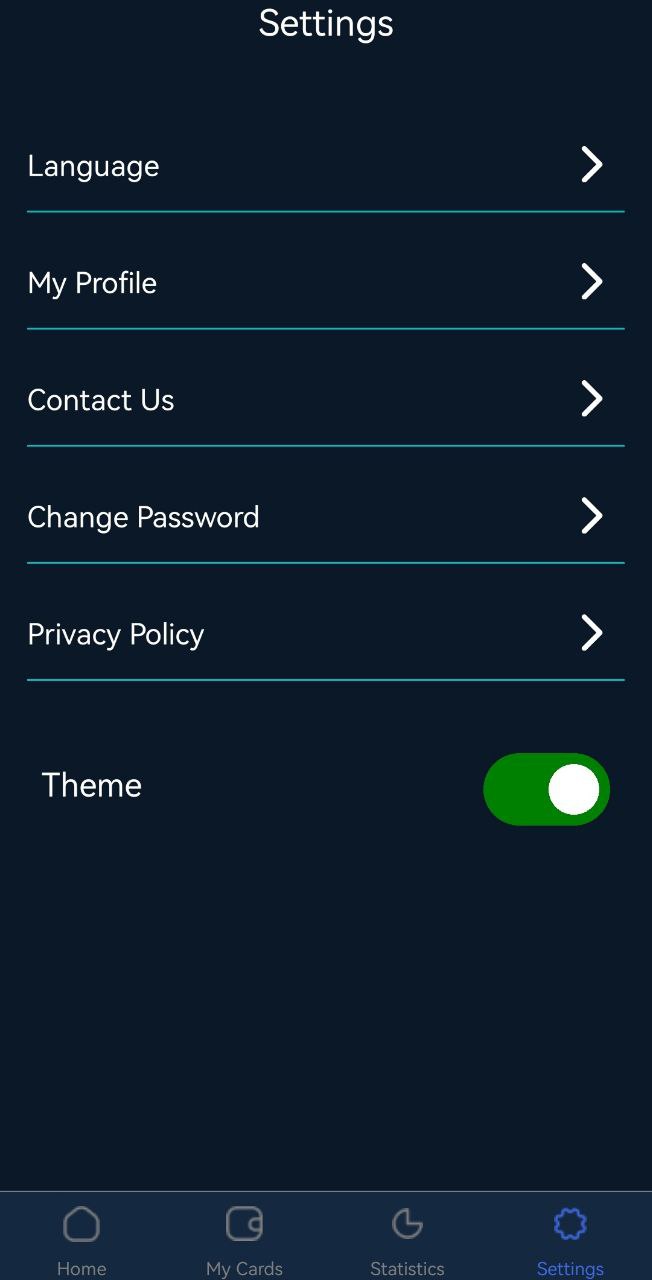 Settings
Language
My Profile
Contact Us
Change Password
Privacy Policy
Theme
Home
My Cards
Statistics
Settings